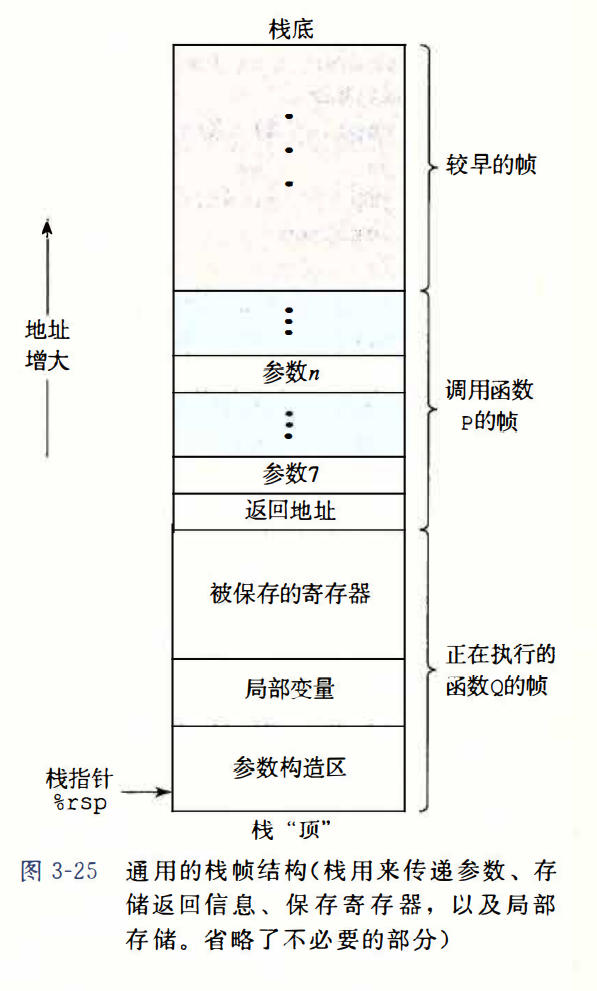 栈底
较早的帧
地址
增大
参数n
调用函数
P的帧
参数7
返回地址
被保存的寄存器
正在执行的
函数Q的帧
局部变量
参数构造区
栈指针
%rsp
栈“顶”
图 3-25 通用的栈帧结构(栈用来传递参数、存
储返回信息、保存寄存器，以及局部
存储。省略了不必要的部分)